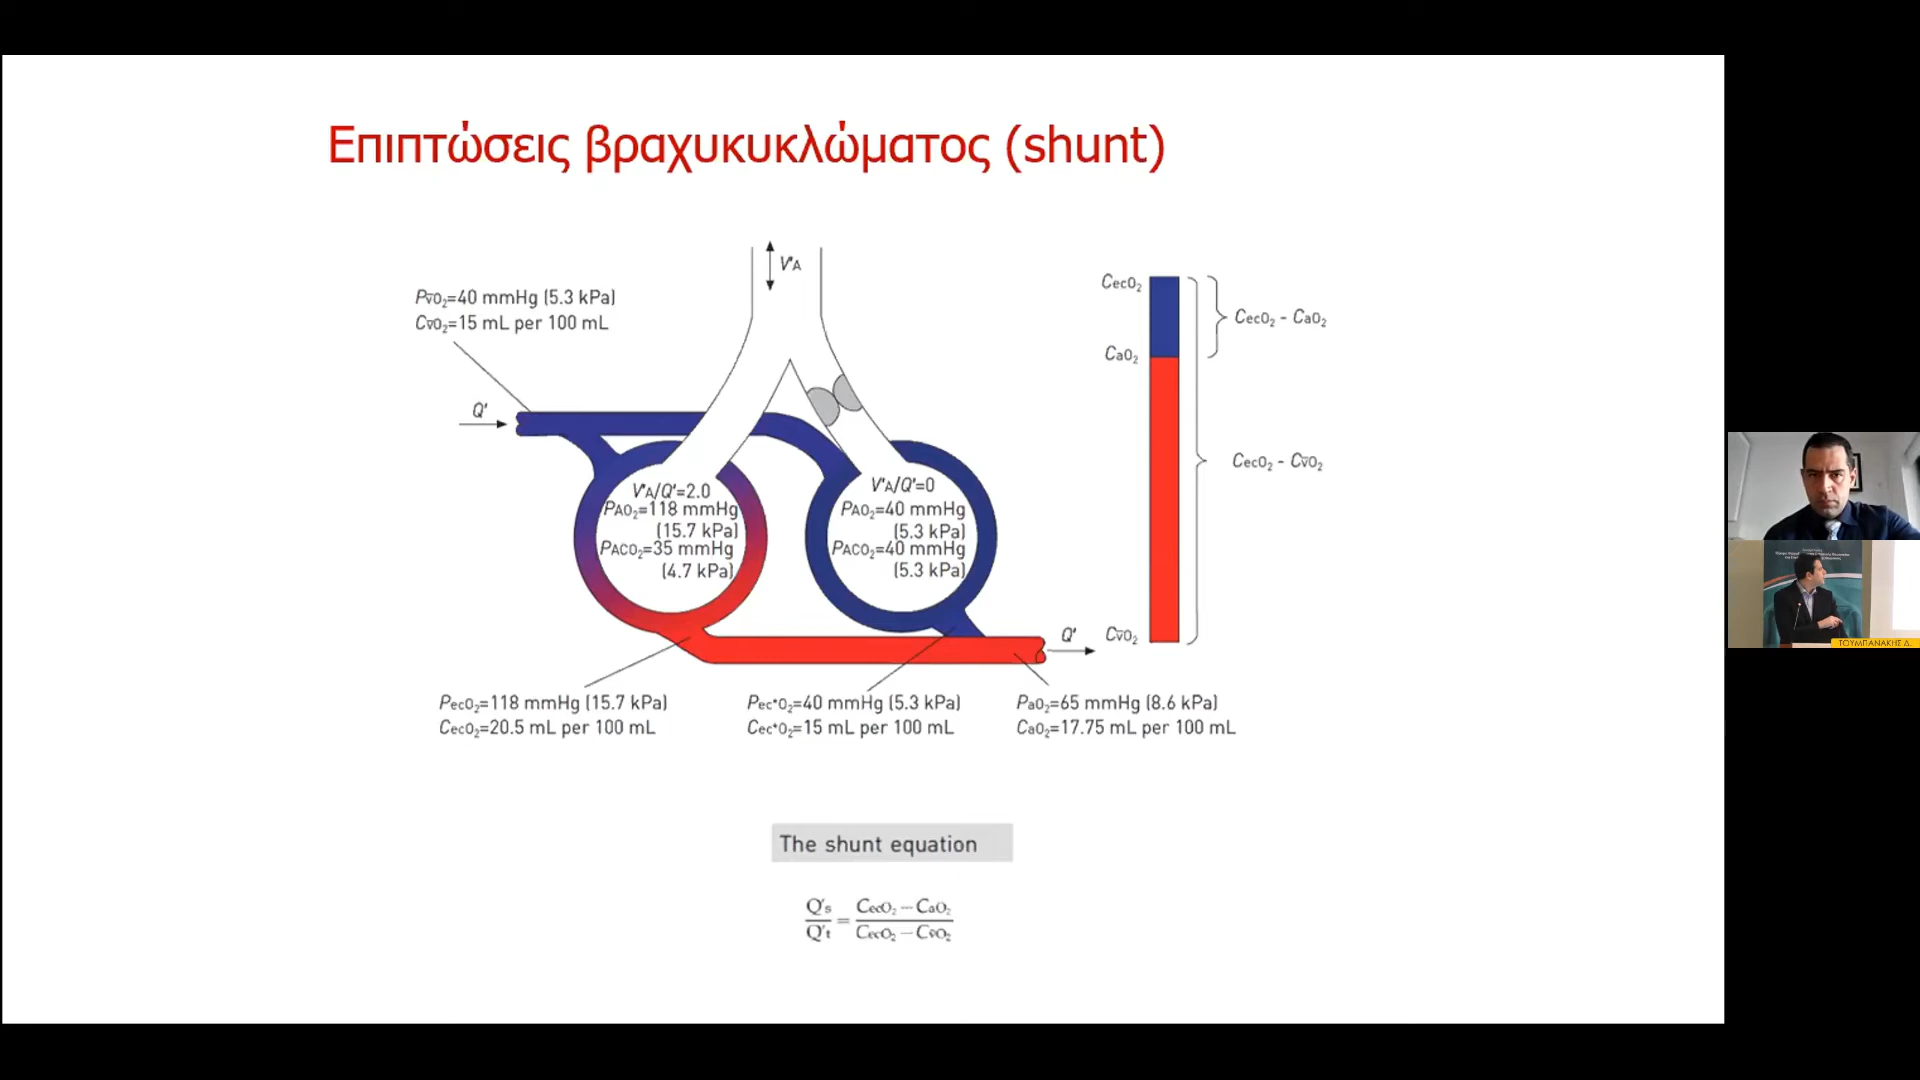 Επιπτώσεις βραχυκυκλώματος (shunt)
V'A
Pv̄O₂=40 mmHg (5.3 kPa)
Cv̄O₂=15 mL per 100 mL
Q'
V'A/Q'=2.0
PAO₂=118 mmHg
(15.7 kPa)
PACO₂=35 mmHg
(4.7 kPa)
V'A/Q'=0
PAO₂=40 mmHg
(5.3 kPa)
PACO₂=40 mmHg
(5.3 kPa)
Q'
PecO₂=118 mmHg (15.7 kPa)
CecO₂=20.5 mL per 100 mL
Pec*O₂=40 mmHg (5.3 kPa)
Cec*O₂=15 mL per 100 mL
PaO₂=65 mmHg (8.6 kPa)
CaO₂=17.75 mL per 100 mL
CecO₂
CaO₂
Cv̄O₂
CecO₂ - CaO₂
CecO₂ - Cv̄O₂
The shunt equation
Q's/Q't = CecO₂ – CaO₂/CecO₂ – Cv̄O₂
ΤΟΥΜΠΑΝΑΚΗΣ Δ.